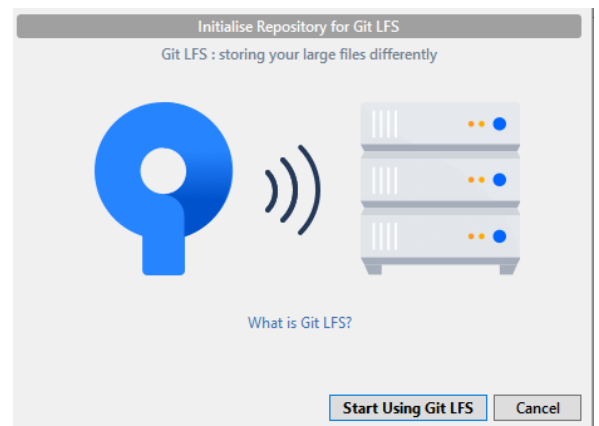 Initialise Repository for Git LFS
Git LFS : storing your large files differently
What is Git LFS?
Start Using Git LFS
Cancel